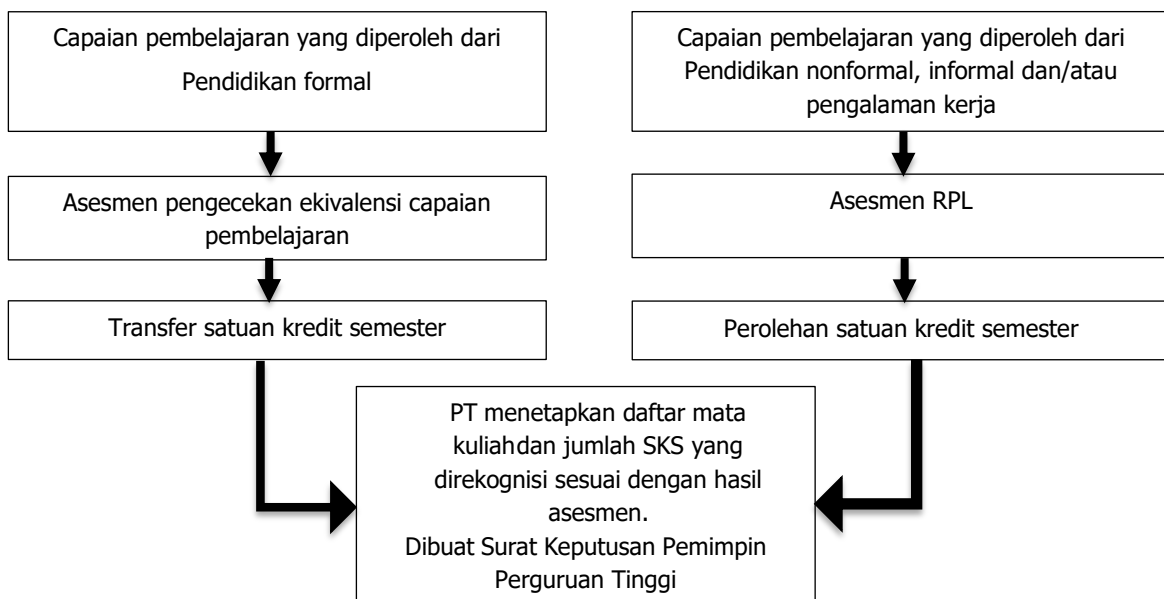 Capaian pembelajaran yang diperoleh dari
Pendidikan formal
Capaian pembelajaran yang diperoleh dari
Pendidikan nonformal, informal dan/atau
pengalaman kerja
Asesmen pengecekan ekivalensi capaian
pembelajaran
Asesmen RPL
Transfer satuan kredit semester
Perolehan satuan kredit semester
PT menetapkan daftar mata
kuliahdan jumlah SKS yang
direkognisi sesuai dengan hasil
asesmen.
Dibuat Surat Keputusan Pemimpin
Perguruan Tinggi